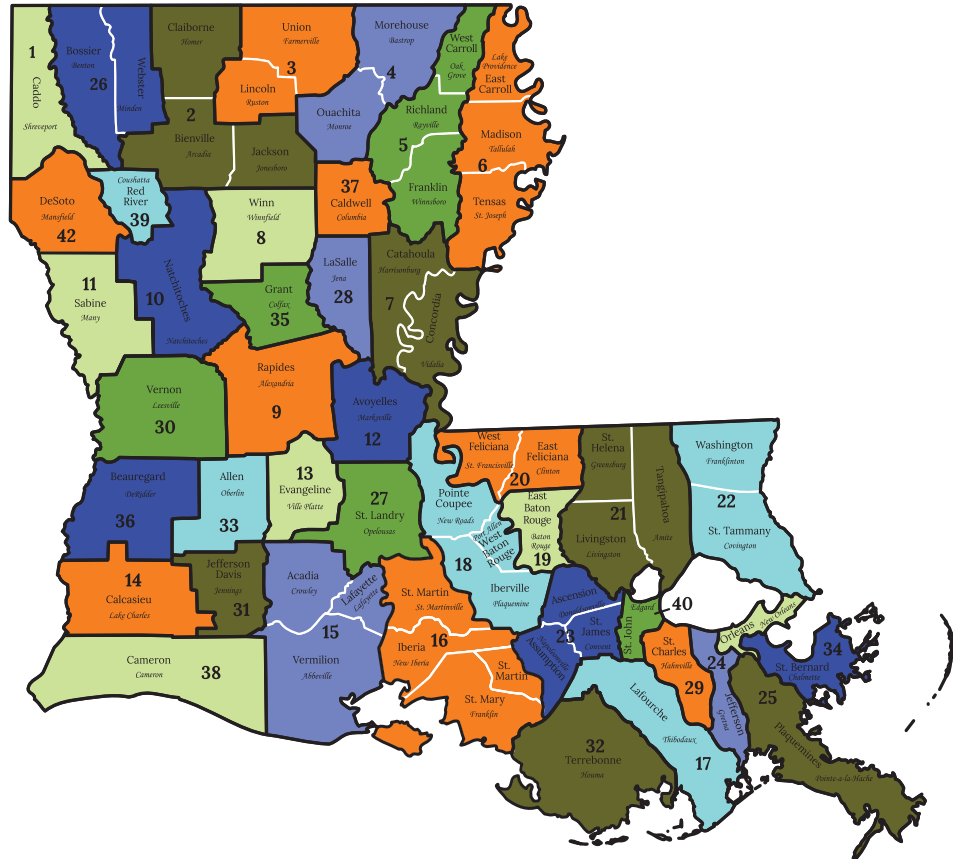 1
Caddo
Shreveport
Bossier
Benton
26
Webster
Minden
Claiborne
Homer
2
Bienville
Arcadia
Jackson
Jonesboro
Union
Farmerville
3
Lincoln
Ruston
Morehouse
Bastrop
4
Ouachita
Monroe
West
Carroll
Oak
Grove
Richland
Rayville
5
Franklin
Winnsboro
Lake
Providence
East
Carroll
Madison
Tallulah
6
Tensas
St. Joseph
DeSoto
Mansfield
42
Coushatta
Red
River
39
37
Caldwell
Columbia
Winn
Winnfield
8
11
Sabine
Many
10
Natchitoches
Natchitoches
Grant
Colfax
35
LaSalle
Jena
28
Catahoula
Harrisonburg
7
Concordia
Vidalia
Vernon
Leesville
30
Rapides
Alexandria
9
Avoyelles
Marksville
12
Beauregard
DeRidder
36
Allen
Oberlin
33
13
Evangeline
Ville Platte
27
St. Landry
Opelousas
Pointe
Coupee
New Roads
Port Allen
West
Baton
Rouge
18
Iberville
Plaquemine
West
Feliciana
St. Francisville
East
Feliciana
Clinton
20
East
Baton
Rouge
Baton
Rouge
19
St.
Helena
Greensburg
21
Livingston
Livingston
Tangipahoa
Amite
Washington
Franklinton
22
St. Tammany
Covington
14
Calcasieu
Lake Charles
Jefferson
Davis
Jennings
31
Cameron
Cameron
38
Acadia
Crowley
Lafayette
Lafayette
15
Vermilion
Abbeville
St. Martin
St. Martinville
16
Iberia
New Iberia
St.
Martin
St. Mary
Franklin
Ascension
Donaldsonville
23
St.
James
Convent
Assumption
Napoleonville
Edgard
St. John
40
St.
Charles
Hahnville
29
24
Jefferson
Gretna
Orleans
New Orleans
34
St. Bernard
Chalmette
25
Plaquemines
Pointe-a-la-Hache
Lafourche
Thibodaux
17
32
Terrebonne
Houma